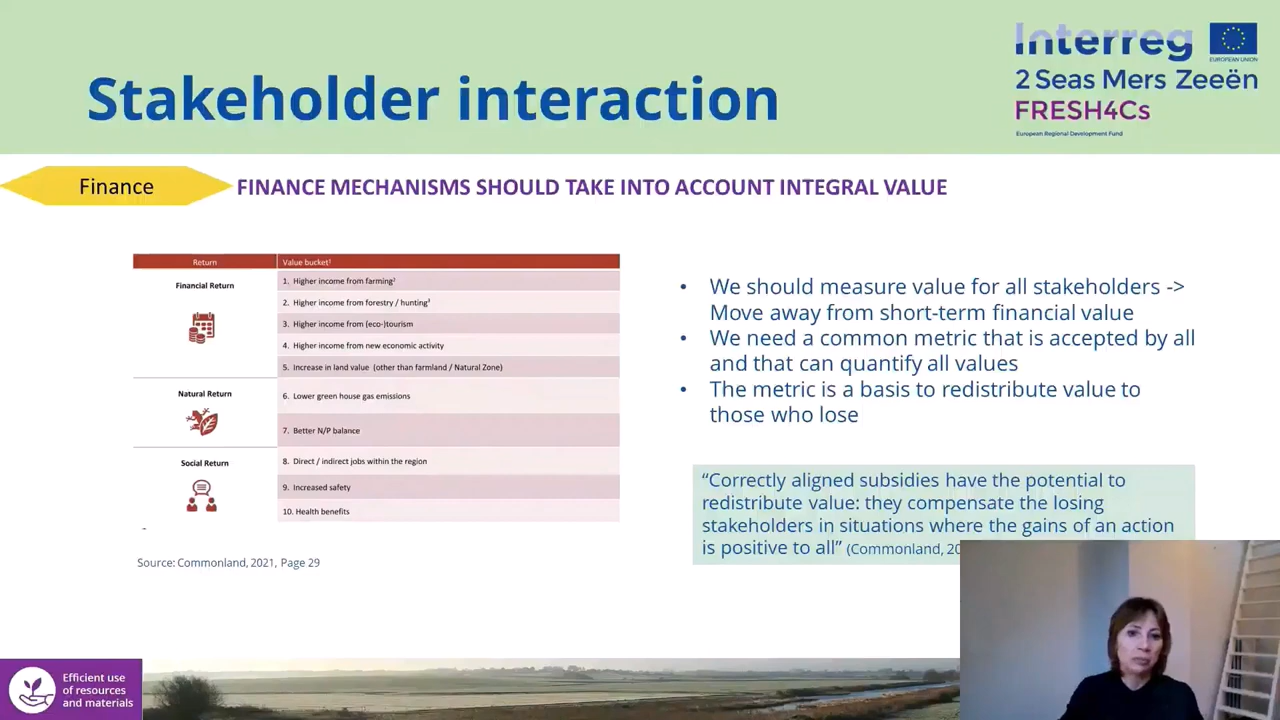 Stakeholder interaction
Interreg
EUROPEAN UNION
2 Seas Mers Zeeën
FRESH4Cs
European Regional Development Fund
Finance
FINANCE MECHANISMS SHOULD TAKE INTO ACCOUNT INTEGRAL VALUE
Return
Value bucket¹
Financial Return
1. Higher income from farming²
2. Higher income from forestry / hunting³
3. Higher income from (eco-)tourism
4. Higher income from new economic activity
5. Increase in land value (other than farmland / Natural Zone)
Natural Return
6. Lower green house gas emissions
7. Better N/P balance
Social Return
8. Direct / indirect jobs within the region
9. Increased safety
10. Health benefits
Source: Commonland, 2021, Page 29
• We should measure value for all stakeholders ->
Move away from short-term financial value
• We need a common metric that is accepted by all
and that can quantify all values
• The metric is a basis to redistribute value to
those who lose
“Correctly aligned subsidies have the potential to
redistribute value: they compensate the losing
stakeholders in situations where the gains of an action
is positive to all” (Commonland, 20
Efficient use
of resources
and materials